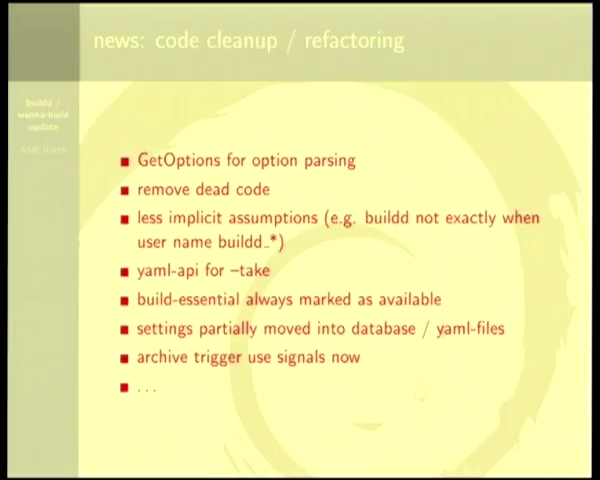 news: code cleanup / refactoring
buildd /
wanna-build
update
Andi Barth
GetOptions for option parsing
remove dead code
less implicit assumptions (e.g. buildd not exactly when
user name buildd_*)
yaml-api for –take
build-essential always marked as available
settings partially moved into database / yaml-files
archive trigger use signals now
. . .